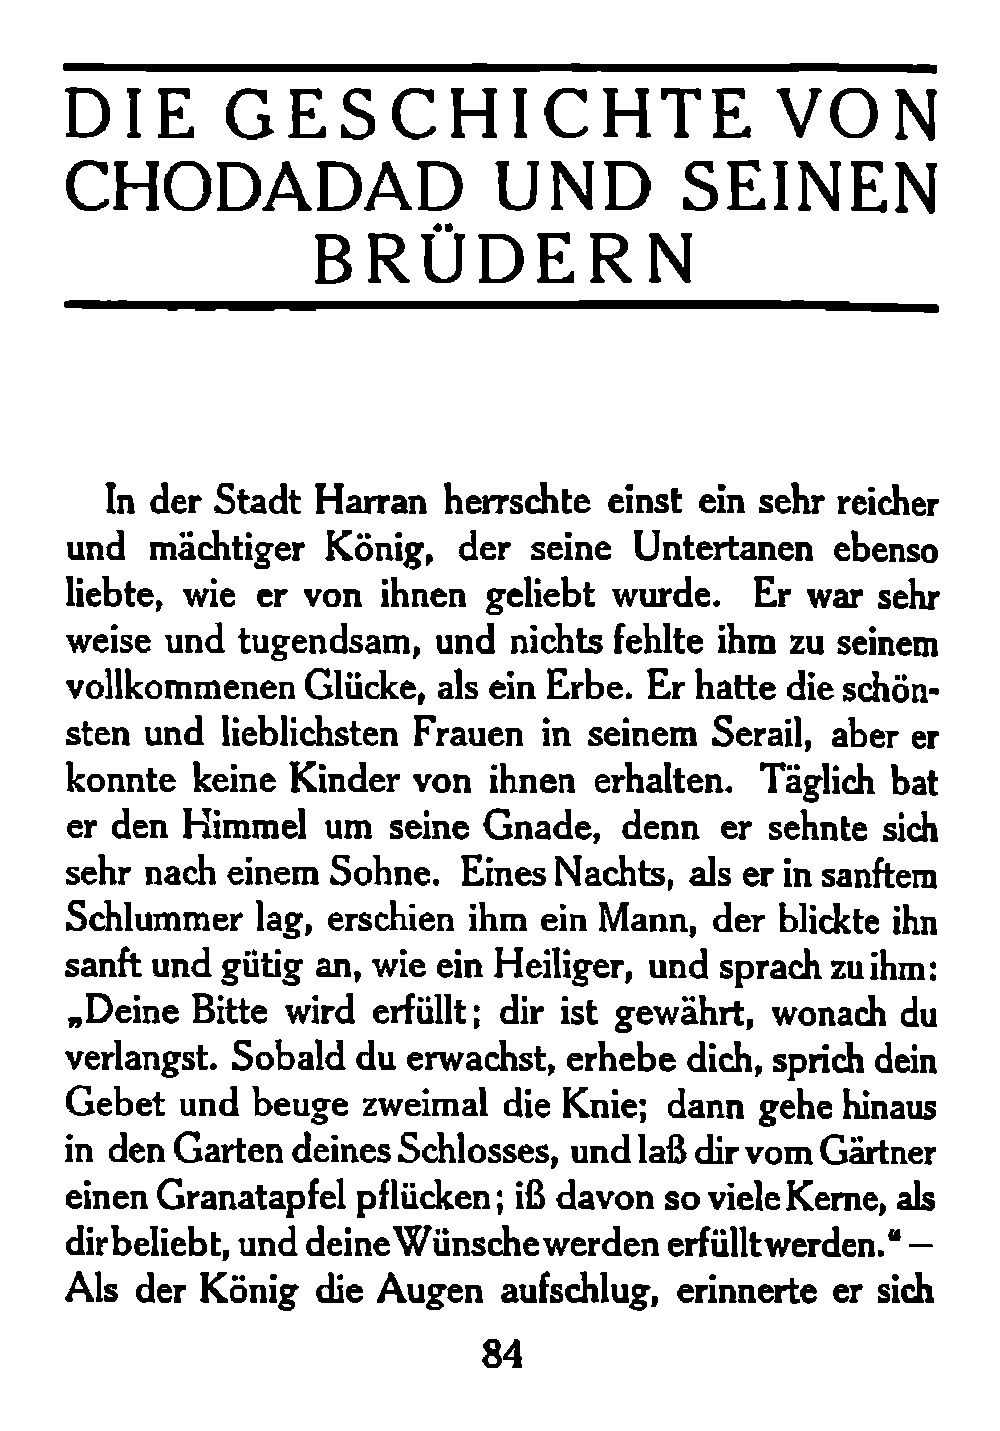 DIE GESCHICHTE VON
CHODADAD UND SEINEN
BRÜDERN
In der Stadt Harran herrschte einst ein sehr reicher
und mächtiger König, der seine Untertanen ebenso
liebte, wie er von ihnen geliebt wurde. Er war sehr
weise und tugendsam, und nichts fehlte ihm zu seinem
vollkommenen Glücke, als ein Erbe. Er hatte die schön-
sten und lieblichsten Frauen in seinem Serail, aber er
konnte keine Kinder von ihnen erhalten. Täglich bat
er den Himmel um seine Gnade, denn er sehnte sich
sehr nach einem Sohne. Eines Nachts, als er in sanftem
Schlummer lag, erschien ihm ein Mann, der blickte ihn
sanft und gütig an, wie ein Heiliger, und sprach zu ihm:
„Deine Bitte wird erfüllt; dir ist gewährt, wonach du
verlangst. Sobald du erwachst, erhebe dich, sprich dein
Gebet und beuge zweimal die Knie; dann gehe hinaus
in den Garten deines Schlosses, und laß dir vom Gärtner
einen Granatapfel pflücken; iß davon so viele Kerne, als
dir beliebt, und deine Wünsche werden erfüllt werden.“ —
Als der König die Augen aufschlug, erinnerte er sich
84